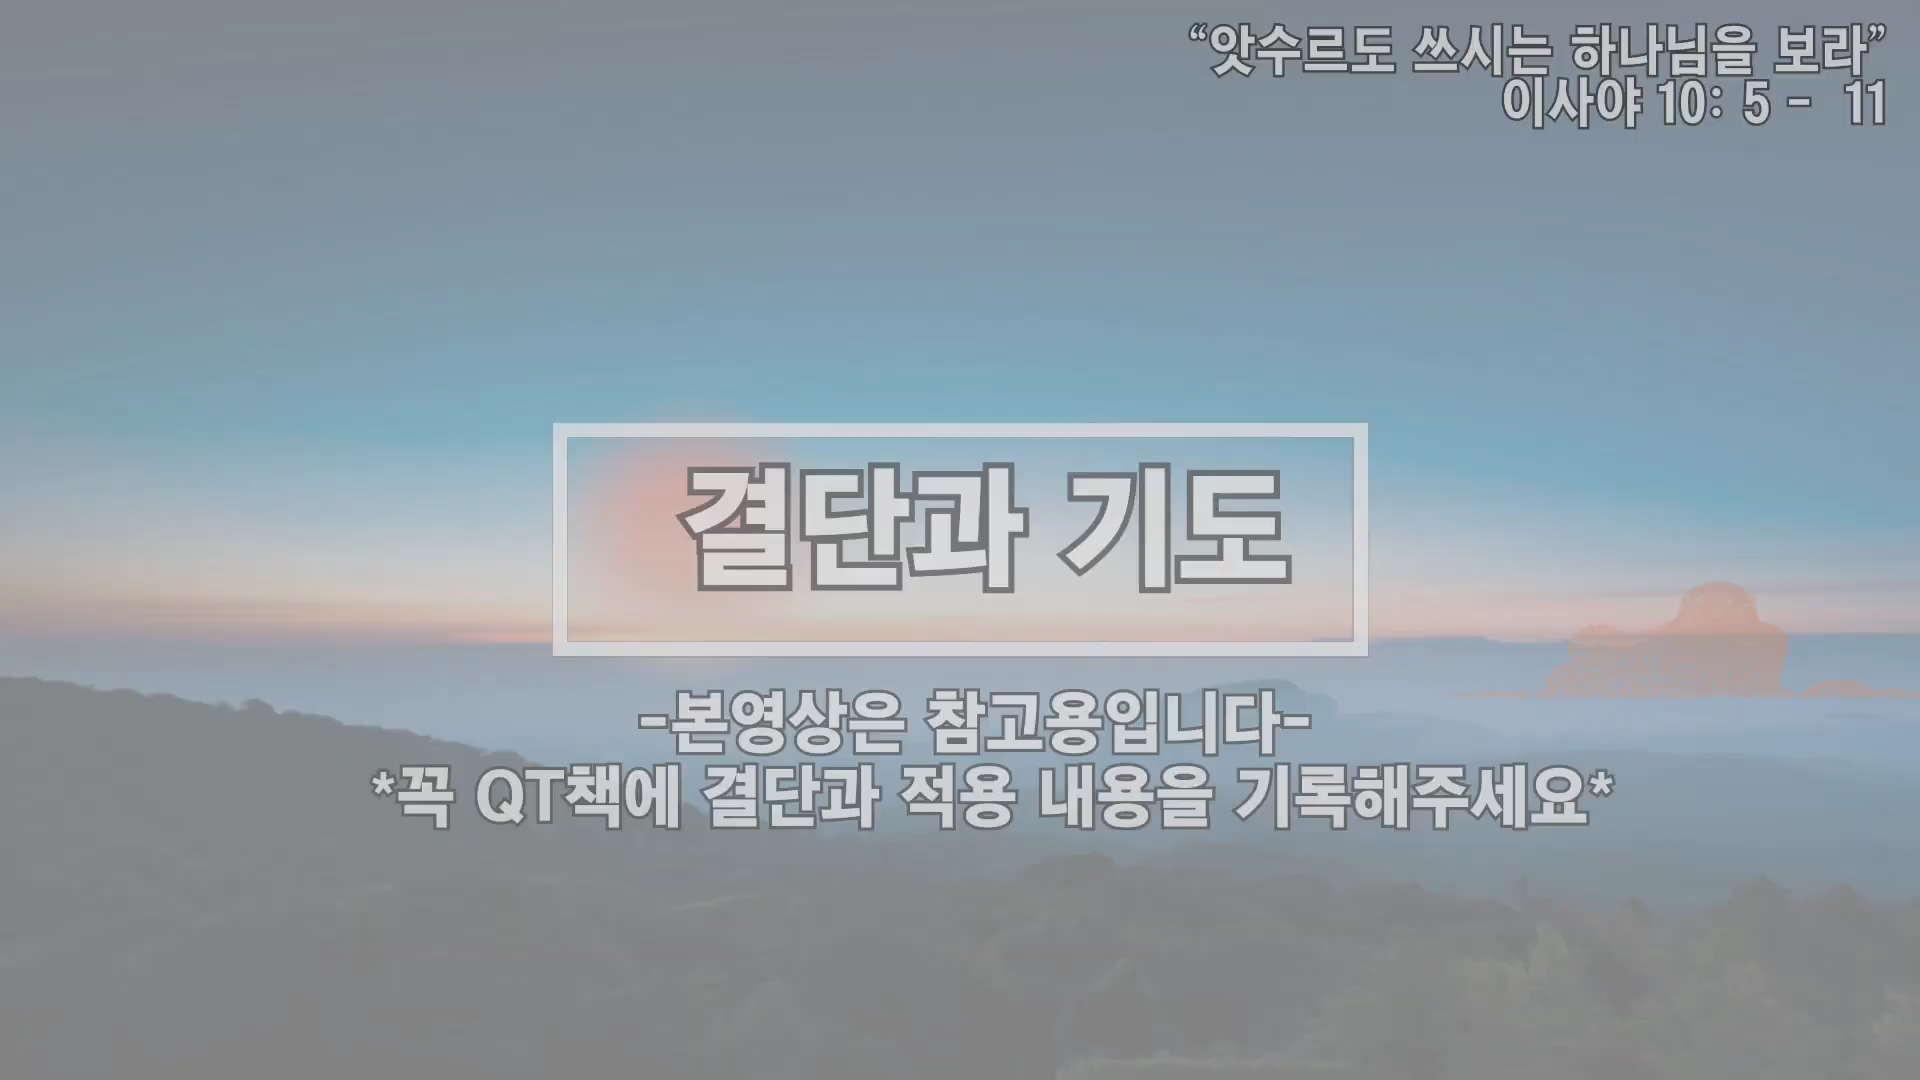 “앗수르도 쓰시는 하나님을 보라”
이사야 10: 5 - 11
결단과 기도
-본영상은 참고용입니다-
*꼭 QT책에 결단과 적용 내용을 기록해주세요*